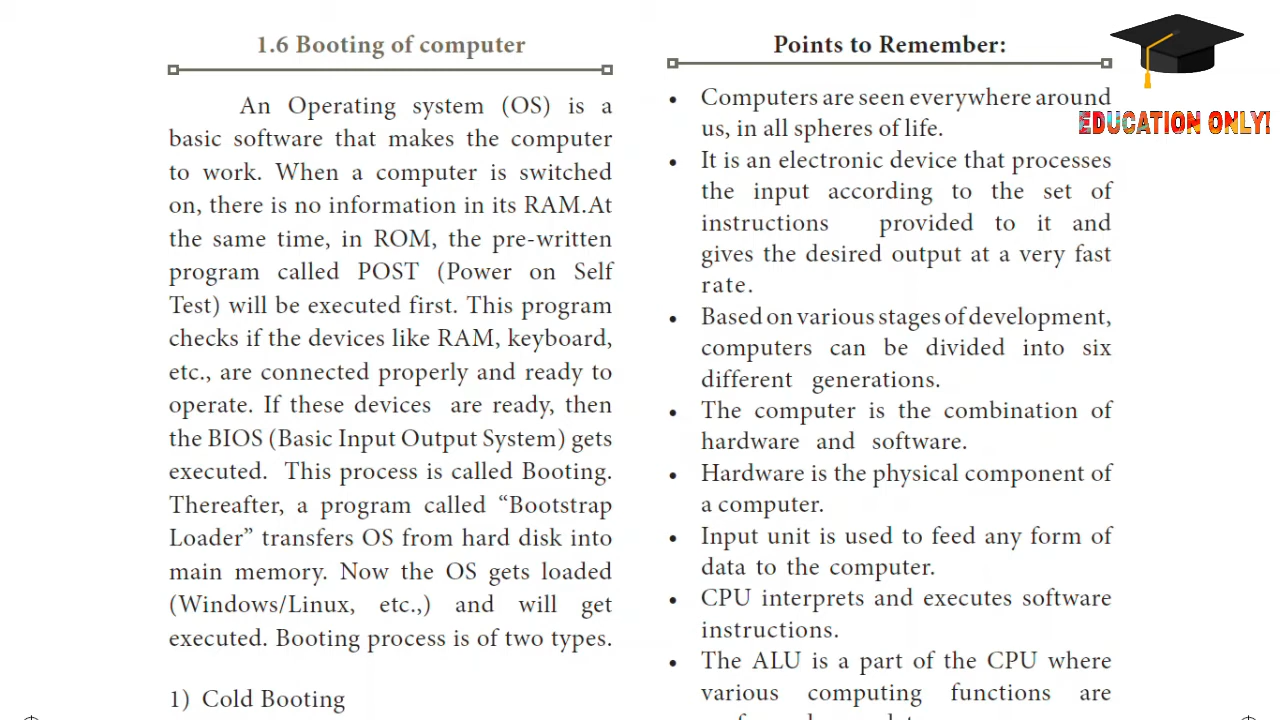 1.6 Booting of computer
An Operating system (OS) is a
basic software that makes the computer
to work. When a computer is switched
on, there is no information in its RAM.At
the same time, in ROM, the pre-written
program called POST (Power on Self
Test) will be executed first. This program
checks if the devices like RAM, keyboard,
etc., are connected properly and ready to
operate. If these devices are ready, then
the BIOS (Basic Input Output System) gets
executed. This process is called Booting.
Thereafter, a program called “Bootstrap
Loader” transfers OS from hard disk into
main memory. Now the OS gets loaded
(Windows/Linux, etc.,) and will get
executed. Booting process is of two types.
1) Cold Booting
Points to Remember:
• Computers are seen everywhere around
us, in all spheres of life.
• It is an electronic device that processes
the input according to the set of
instructions provided to it and
gives the desired output at a very fast
rate.
• Based on various stages of development,
computers can be divided into six
different generations.
• The computer is the combination of
hardware and software.
• Hardware is the physical component of
a computer.
• Input unit is used to feed any form of
data to the computer.
• CPU interprets and executes software
instructions.
• The ALU is a part of the CPU where
various computing functions are
EDUCATION ONLY!